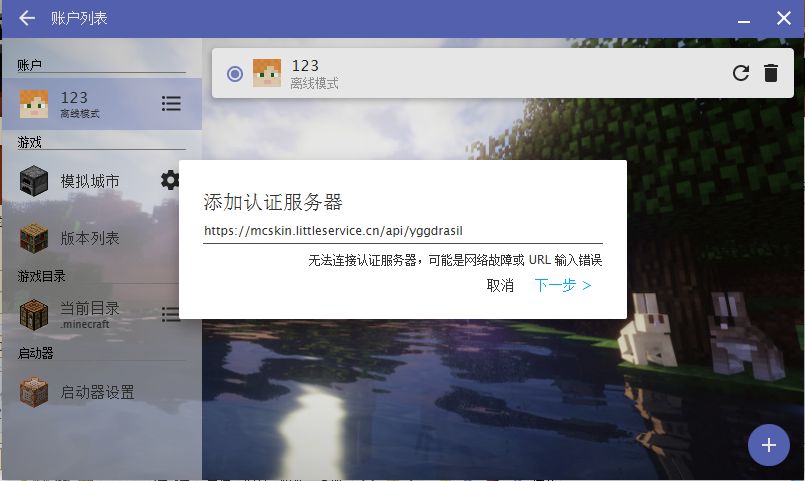 账户列表
账户
123
离线模式
游戏
模拟城市
版本列表
游戏目录
当前目录
.minecraft
启动器
启动器设置
123
离线模式
添加认证服务器
https://mcskin.littleservice.cn/api/yggdrasil
无法连接认证服务器，可能是网络故障或 URL 输入错误
取消
下一步 >